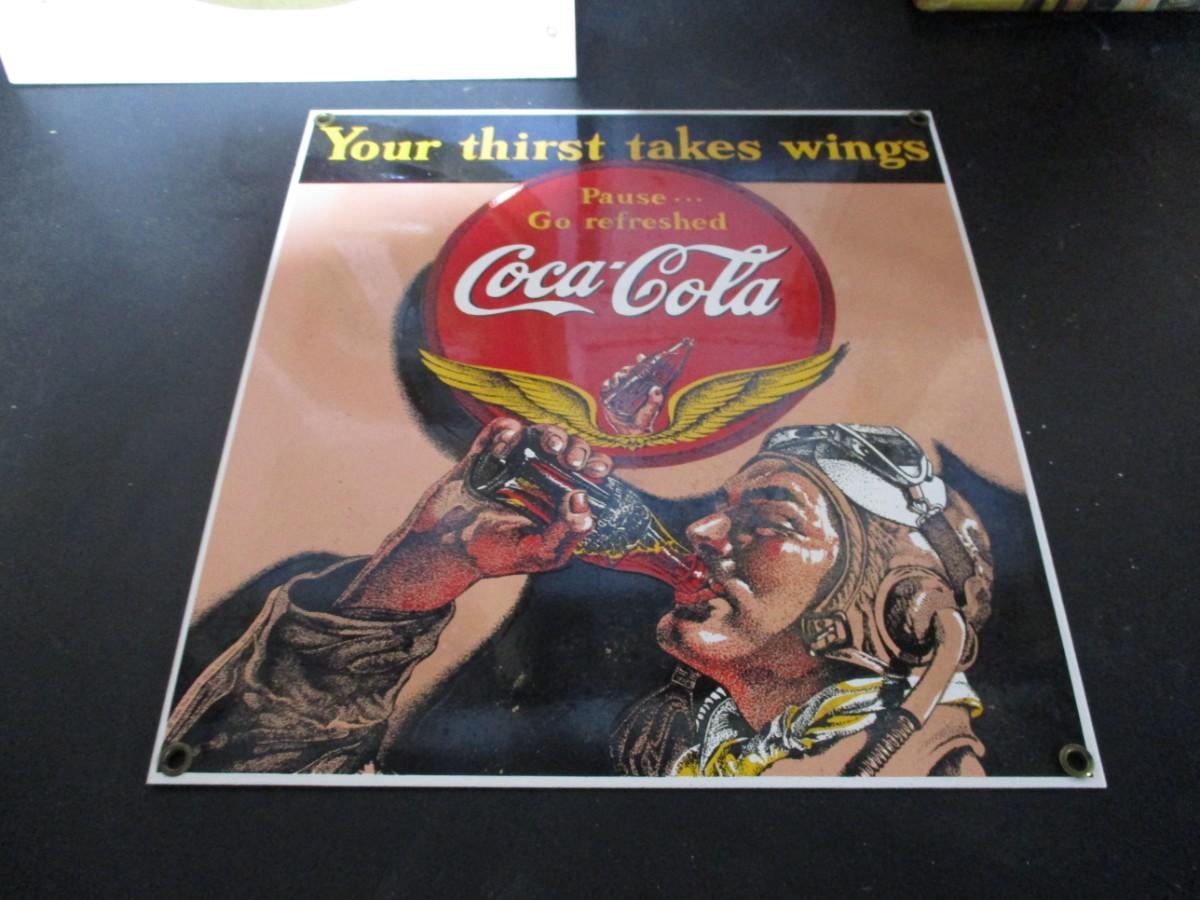 Your thirst takes wings
Pause...
Go refreshed
Coca-Cola